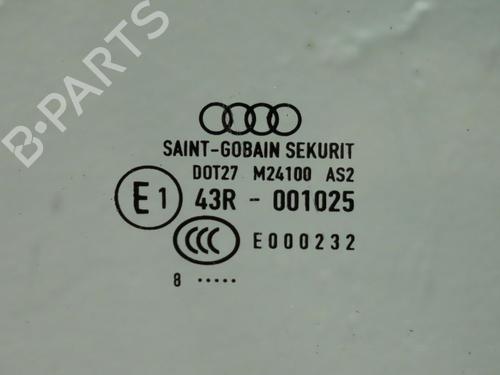 B-PARTS
SAINT-GOBAIN SEKURIT
DOT27 M24100 AS2
E1 43R - 001025
CCC E000232
8 .....